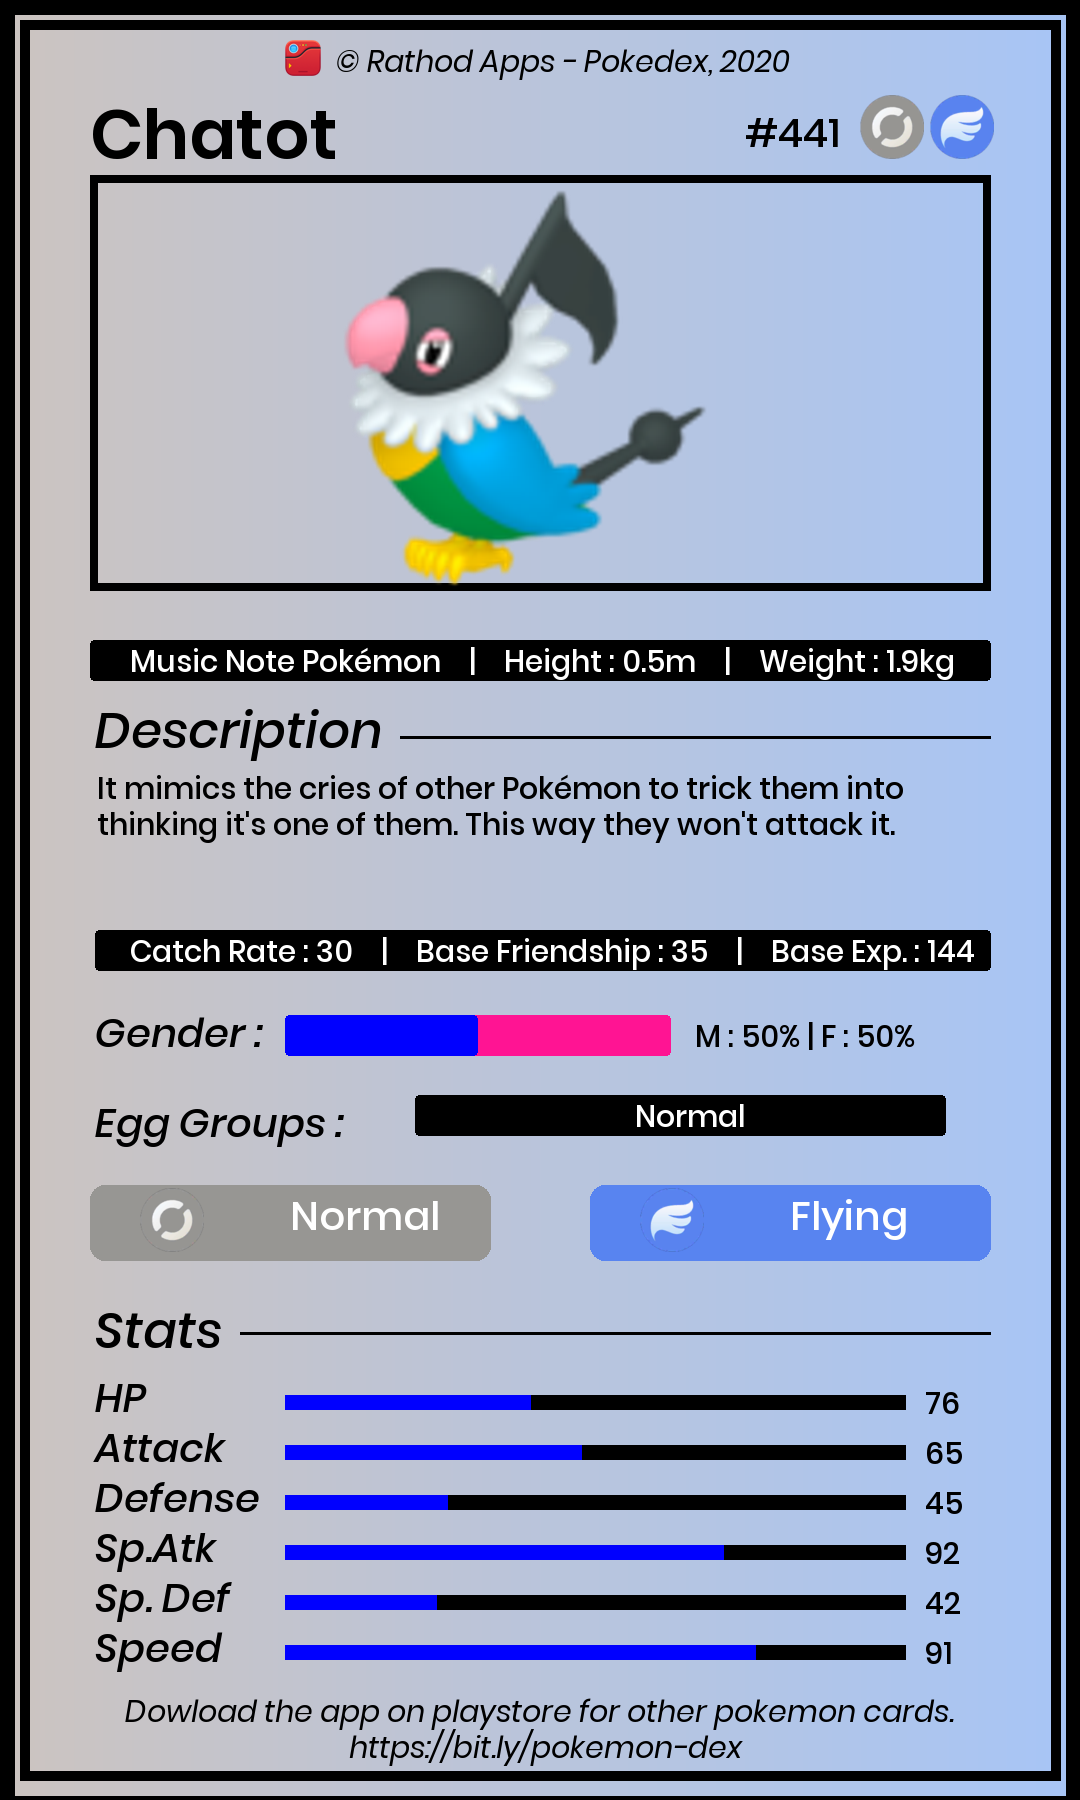 © Rathod Apps - Pokedex, 2020
Chatot #441
Music Note Pokémon | Height : 0.5m | Weight : 1.9kg
Description
It mimics the cries of other Pokémon to trick them into
thinking it's one of them. This way they won't attack it.
Catch Rate : 30 | Base Friendship : 35 | Base Exp. : 144
Gender : M : 50% | F : 50%
Egg Groups : Normal
Normal Flying
Stats
HP 76
Attack 65
Defense 45
Sp.Atk 92
Sp. Def 42
Speed 91
Dowload the app on playstore for other pokemon cards.
https://bit.ly/pokemon-dex